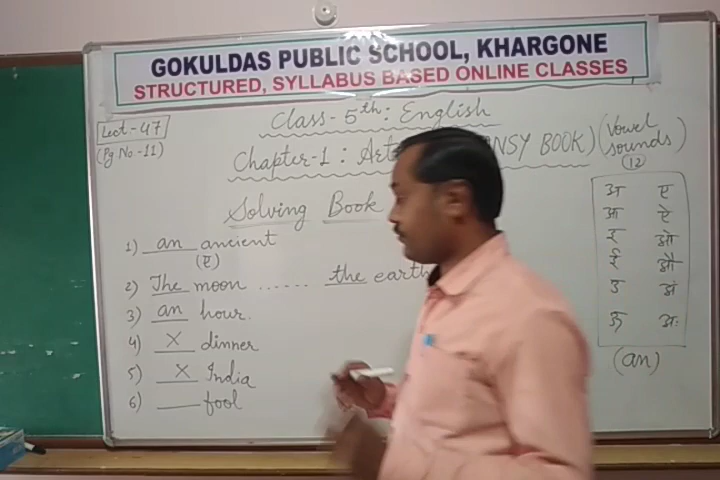 GOKULDAS PUBLIC SCHOOL, KHARGONE
STRUCTURED, SYLLABUS BASED ONLINE CLASSES
Lect-47
(Pg No.-11)
Class-5th: English
Chapter-1: NSY BOOK)
Solving Book
1) an ancient
(ए)
2) The moon ...... the earth
3) an hour.
4) X dinner
5) X India
6) ___ fool
(Vowel sounds)
(12)
अ ए
आ ऐ
इ ओ
ई औ
उ अं
ऊ अः
(an)